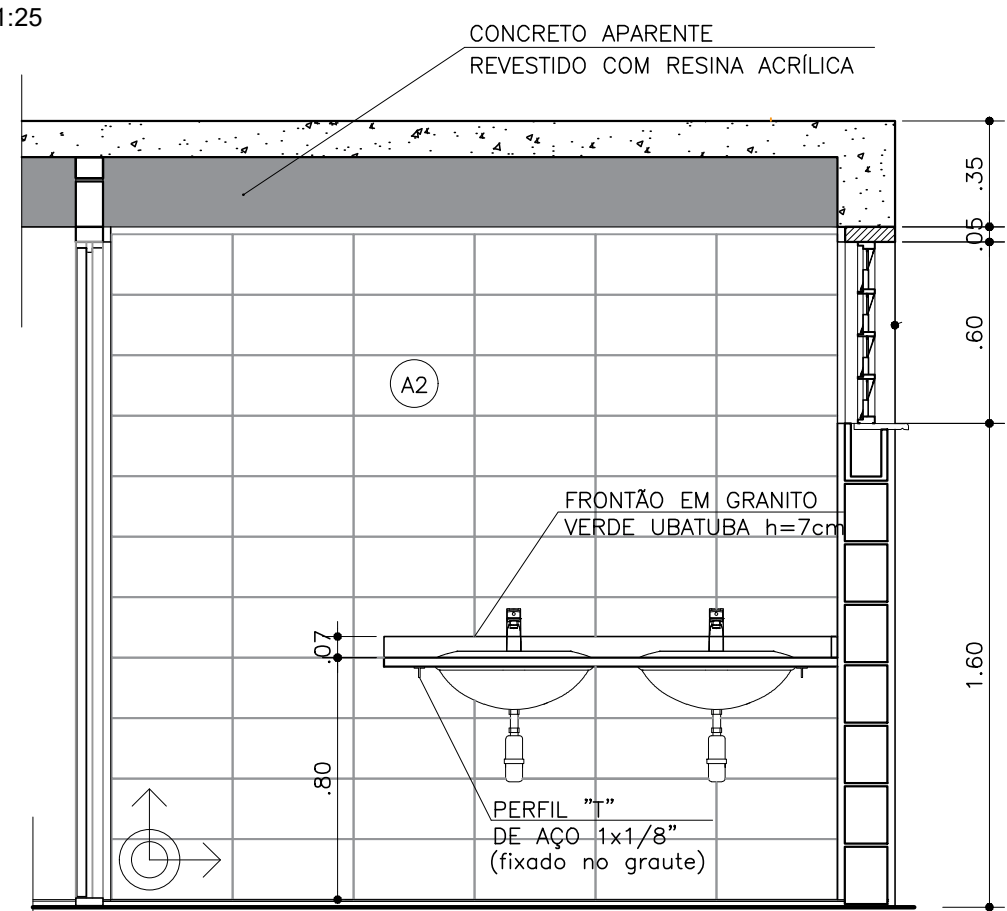 1:25
CONCRETO APARENTE
REVESTIDO COM RESINA ACRÍLICA
.35
.05
.60
A2
FRONTÃO EM GRANITO
VERDE UBATUBA h=7cm
.07
1.60
.80
PERFIL "T"
DE AÇO 1x1/8"
(fixado no graute)